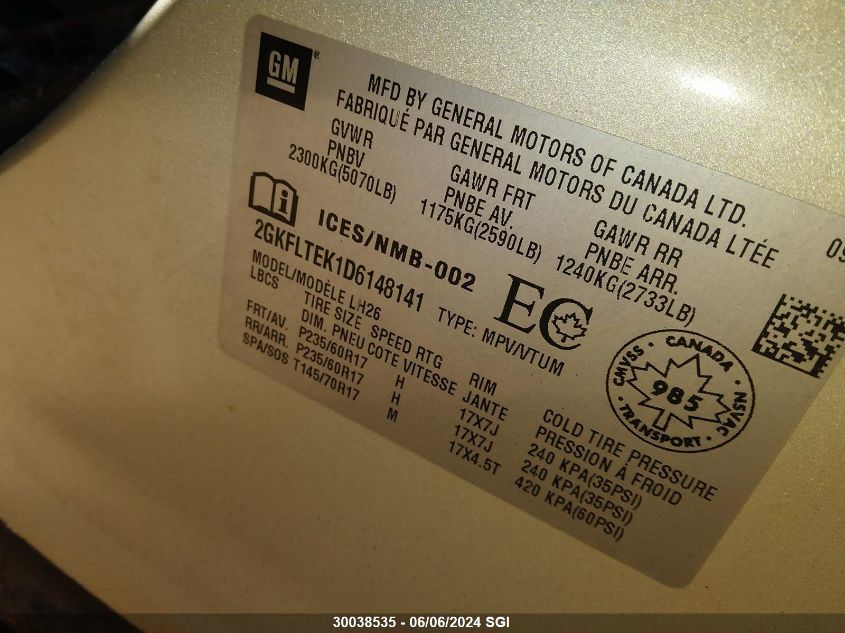 GM
MFD BY GENERAL MOTORS OF CANADA LTD.
FABRIQUÉ PAR GENERAL MOTORS DU CANADA LTÉE
GVWR GAWR FRT GAWR RR
PNBV PNBE AV. PNBE ARR.
2300KG(5070LB) 1175KG(2590LB) 1240KG(2733LB)
09
ICES/NMB-002
EC
2GKFLTEK1D6148141 TYPE: MPV/VTUM
CANADA
CMVSS · NSVAC
985
TRANSPORT
MODEL/MODÈLE LH26
LBCS
TIRE SIZE SPEED RTG RIM COLD TIRE PRESSURE
DIM. PNEU COTE VITESSE JANTE PRESSION À FROID
FRT/AV. P235/60R17 H 17X7J 240 KPA(35PSI)
RR/ARR. P235/60R17 H 17X7J 240 KPA(35PSI)
SPA/SOS T145/70R17 M 17X4.5T 420 KPA(60PSI)
30038535 - 06/06/2024 SGI